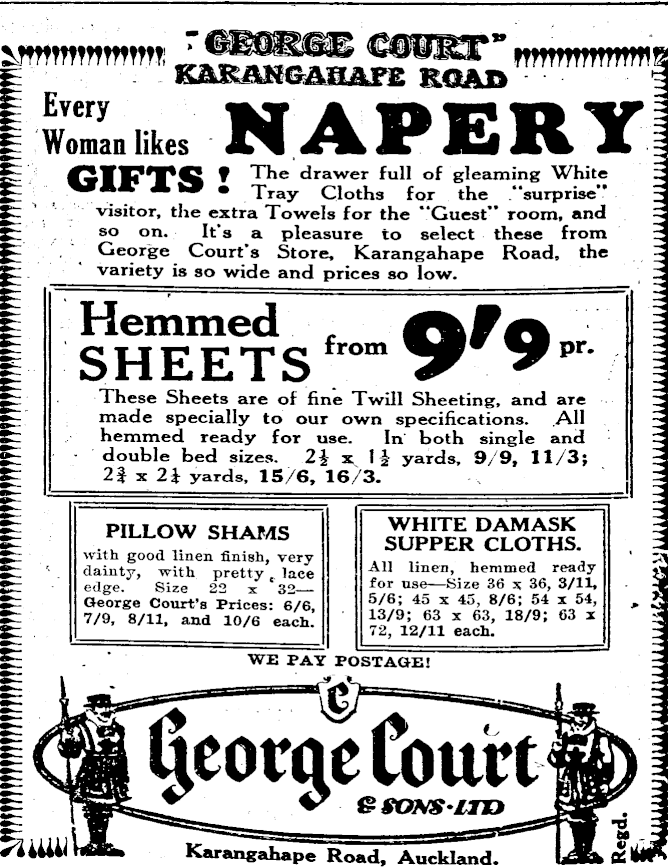 "GEORGE COURT"
KARANGAHAPE ROAD
Every
Woman likes
NAPERY
GIFTS !
The drawer full of gleaming White
Tray Cloths for the "surprise"
visitor, the extra Towels for the "Guest" room, and
so on. It's a pleasure to select these from
George Court's Store, Karangahape Road, the
variety is so wide and prices so low.
Hemmed
SHEETS
from 9/9 pr.
These Sheets are of fine Twill Sheeting, and are
made specially to our own specifications. All
hemmed ready for use. In both single and
double bed sizes. 2½ x 1½ yards, 9/9, 11/3;
2¾ x 2¼ yards, 15/6, 16/3.
PILLOW SHAMS
with good linen finish, very
dainty, with pretty lace
edge. Size 22 x 32—
George Court's Prices: 6/6,
7/9, 8/11, and 10/6 each.
WHITE DAMASK
SUPPER CLOTHS.
All linen, hemmed ready
for use—Size 36 x 36, 3/11,
5/6; 45 x 45, 8/6; 54 x 54,
13/9; 63 x 63, 18/9; 63 x
72, 12/11 each.
WE PAY POSTAGE!
C
George Court
& SONS·LTD
Regd.
Karangahape Road, Auckland.